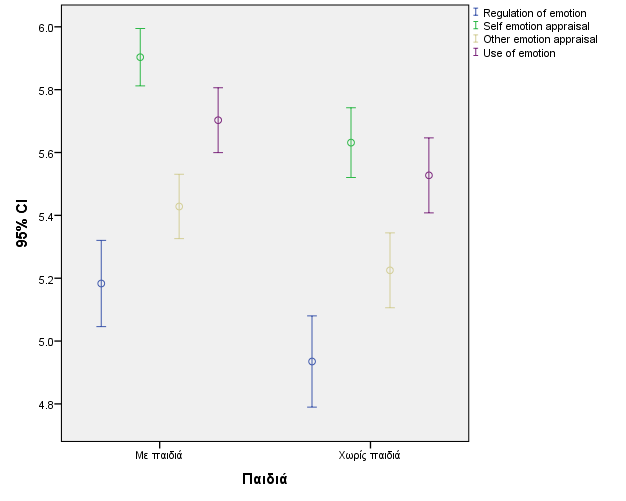 Regulation of emotion
Self emotion appraisal
Other emotion appraisal
Use of emotion
95% CI
6.0
5.8
5.6
5.4
5.2
5.0
4.8
Με παιδιά
Χωρίς παιδιά
Παιδιά